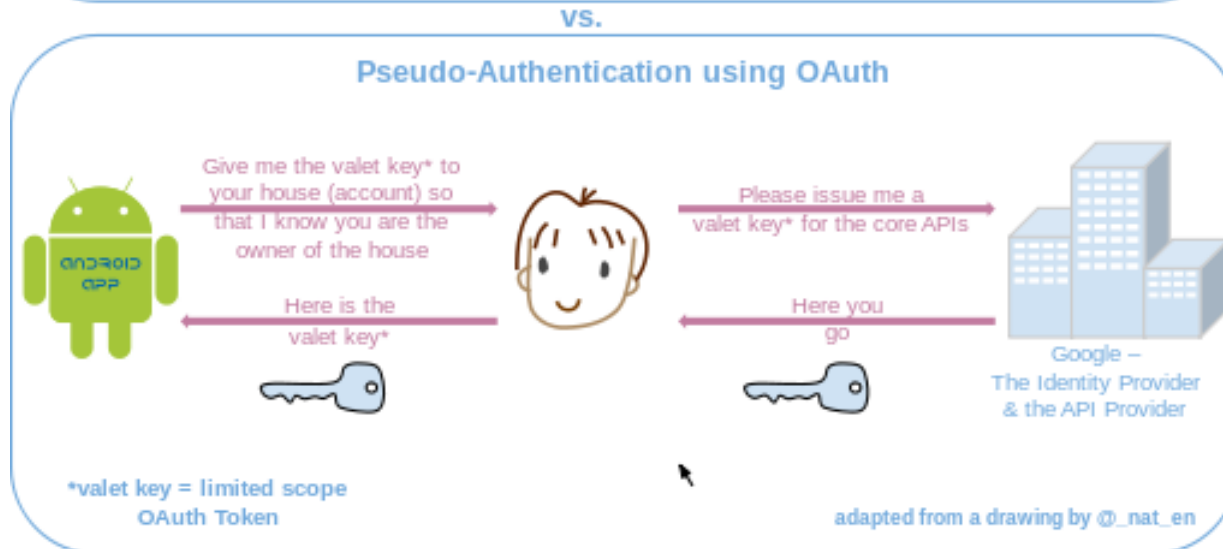 vs.
Pseudo-Authentication using OAuth
Give me the valet key* to
your house (account) so
that I know you are the
owner of the house
Please issue me a
valet key* for the core APIs
ANDROID
APP
Here is the
valet key*
Here you
go
Google –
The Identity Provider
& the API Provider
*valet key = limited scope
OAuth Token
adapted from a drawing by @_nat_en